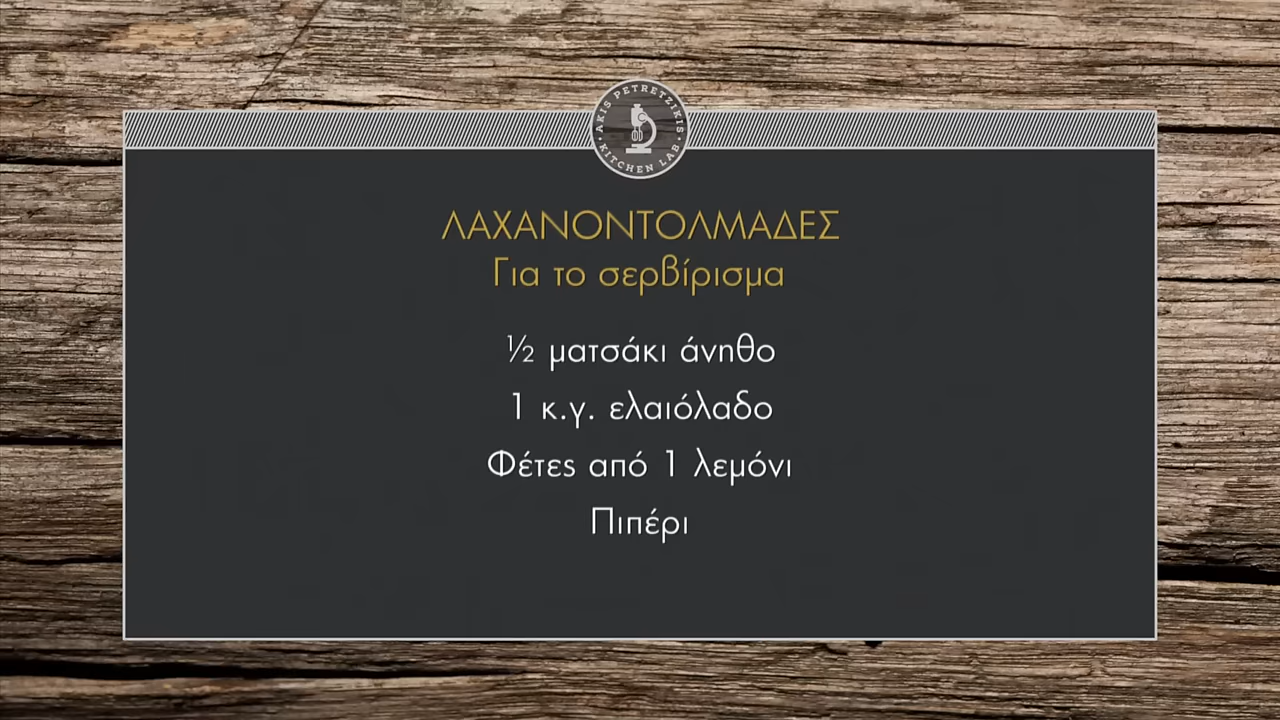 AKIS PETRETZIKIS
KITCHEN LAB
ΛΑΧΑΝΟΝΤΟΛΜΑΔΕΣ
Για το σερβίρισμα
½ ματσάκι άνηθο
1 κ.γ. ελαιόλαδο
Φέτες από 1 λεμόνι
Πιπέρι